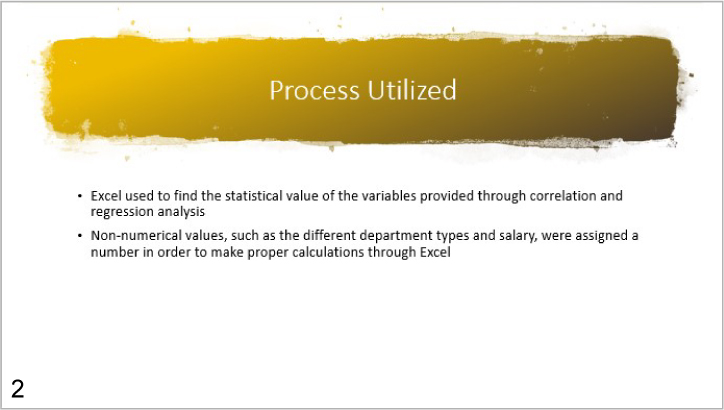 Process Utilized
• Excel used to find the statistical value of the variables provided through correlation and
regression analysis
• Non-numerical values, such as the different department types and salary, were assigned a
number in order to make proper calculations through Excel
2